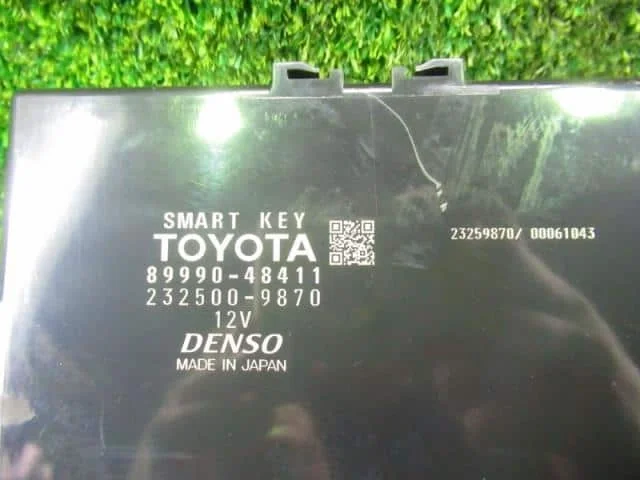 SMART KEY
TOYOTA
89990-48411
232500-9870
12V
DENSO
MADE IN JAPAN
23259870/ 00061043